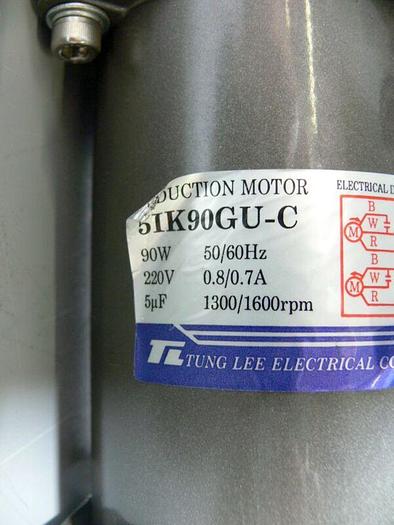 DUCTION MOTOR
5IK90GU-C
90W 50/60Hz
220V 0.8/0.7A
5μF 1300/1600rpm
ELECTRICAL
B
W
M
R
B
W
M
R
TL TUNG LEE ELECTRICAL CO